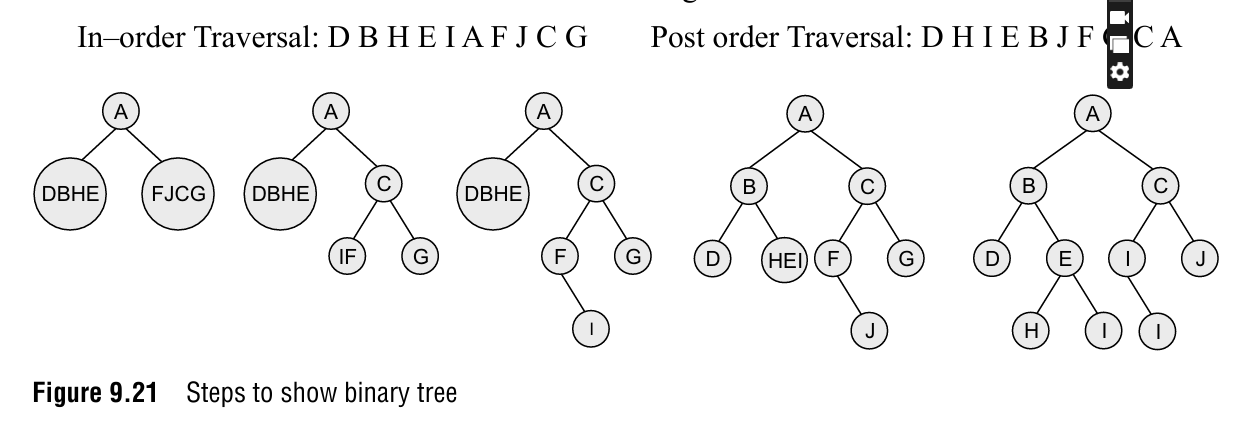 In–order Traversal: D B H E I A F J C G Post order Traversal: D H I E B J F C A
A A A A A
DBHE FJCG DBHE C DBHE C B C B C
IF G F G D HEI F G D E I J
I J H I I
Figure 9.21 Steps to show binary tree